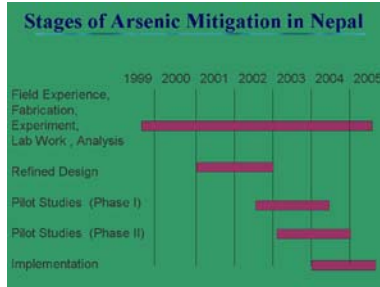 Stages of Arsenic Mitigation in Nepal
1999 2000 2001 2002 2003 2004 2005
Field Experience,
Fabrication,
Experiment,
Lab Work , Analysis
Refined Design
Pilot Studies (Phase I)
Pilot Studies (Phase II)
Implementation